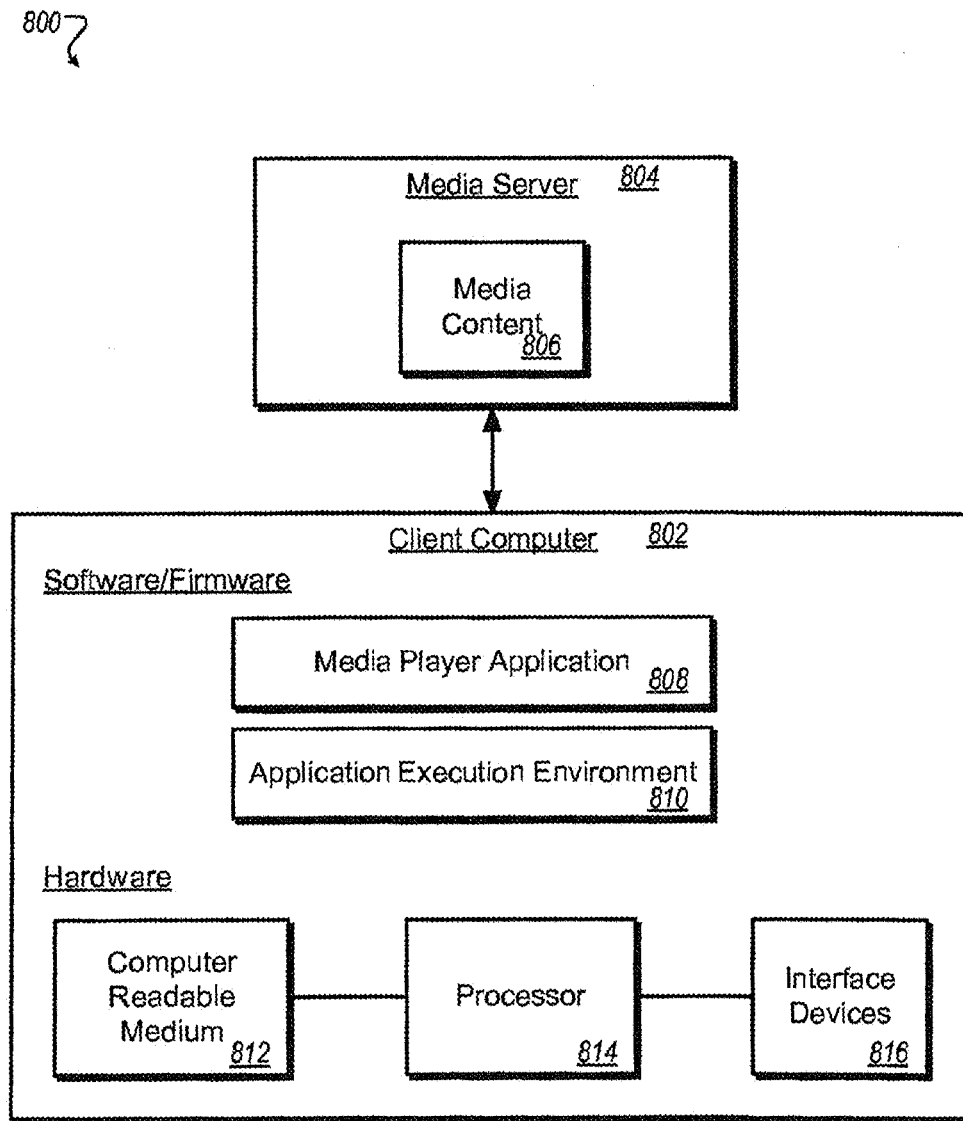 800
Media Server 804
Media
Content
806
Client Computer 802
Software/Firmware
Media Player Application
808
Application Execution Environment
810
Hardware
Computer
Readable
Medium
812
Processor
814
Interface
Devices
816